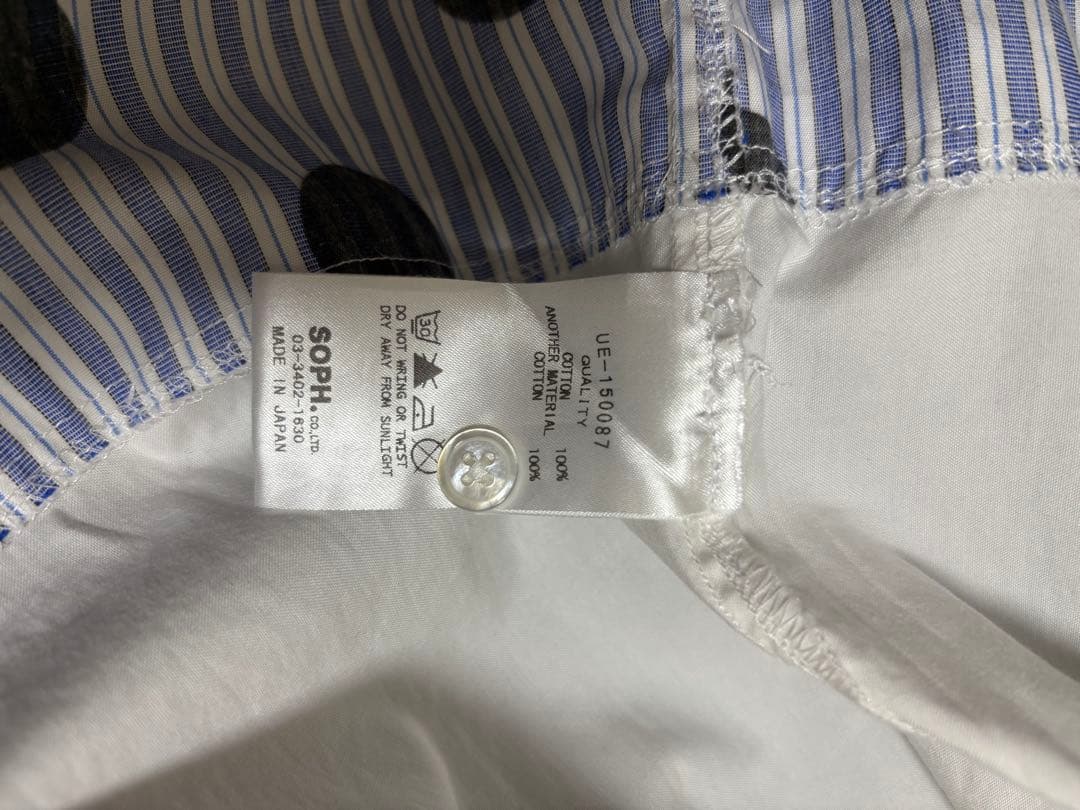 UE-150087
QUALITY
COTTON 100%
ANOTHER MATERIAL
COTTON 100%
30
DO NOT WRING OR TWIST
DRY AWAY FROM SUNLIGHT
SOPH. CO.,LTD.
03-3402-1630
MADE IN JAPAN